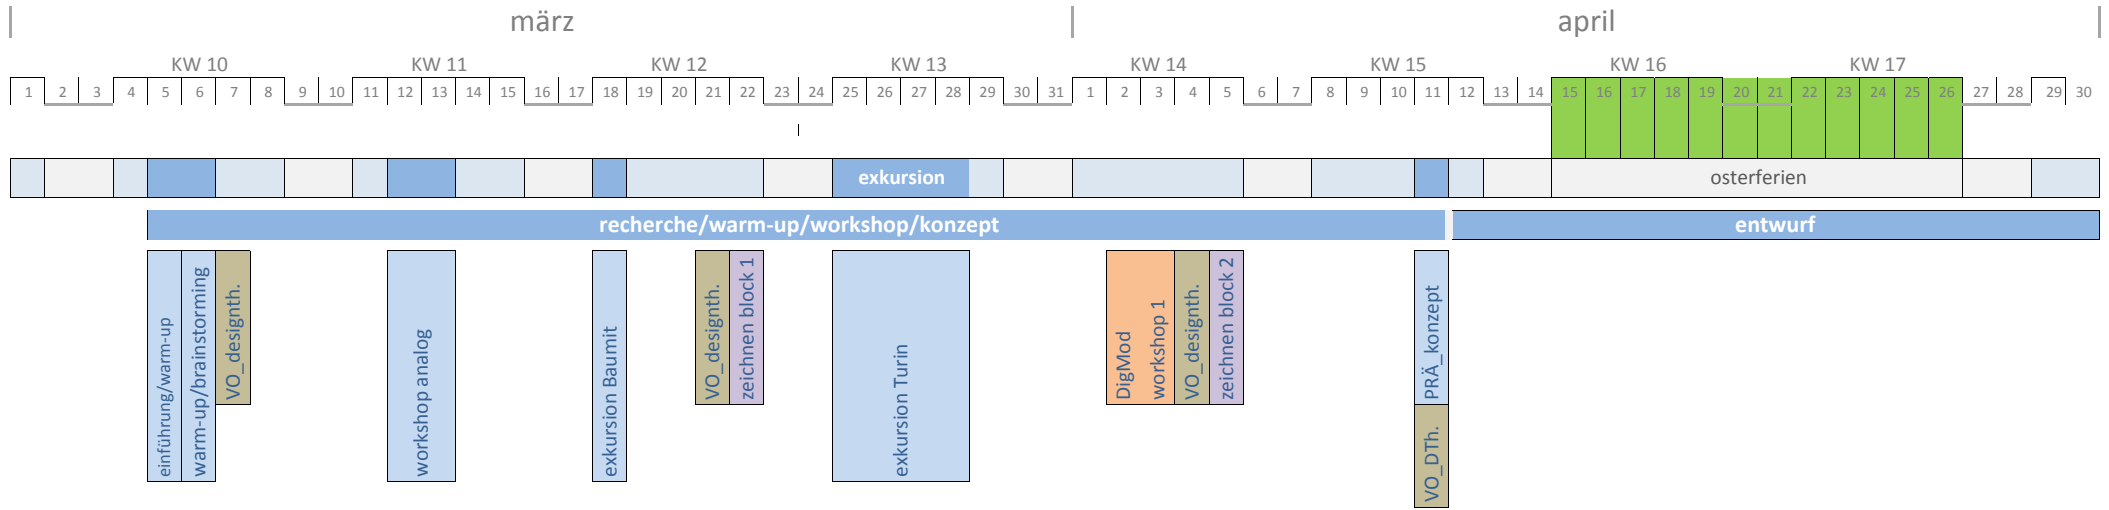 märz april
KW 10 KW 11 KW 12 KW 13 KW 14 KW 15 KW 16 KW 17
1 2 3 4 5 6 7 8 9 10 11 12 13 14 15 16 17 18 19 20 21 22 23 24 25 26 27 28 29 30 31 1 2 3 4 5 6 7 8 9 10 11 12 13 14 15 16 17 18 19 20 21 22 23 24 25 26 27 28 29 30
exkursion osterferien
recherche/warm-up/workshop/konzept entwurf
einführung/warm-up
warm-up/brainstorming
VO_designth.
workshop analog
exkursion Baumit
VO_designth.
zeichnen block 1
exkursion Turin
DigMod
workshop 1
VO_designth.
zeichnen block 2
PRÄ_konzept
VO_DTh.